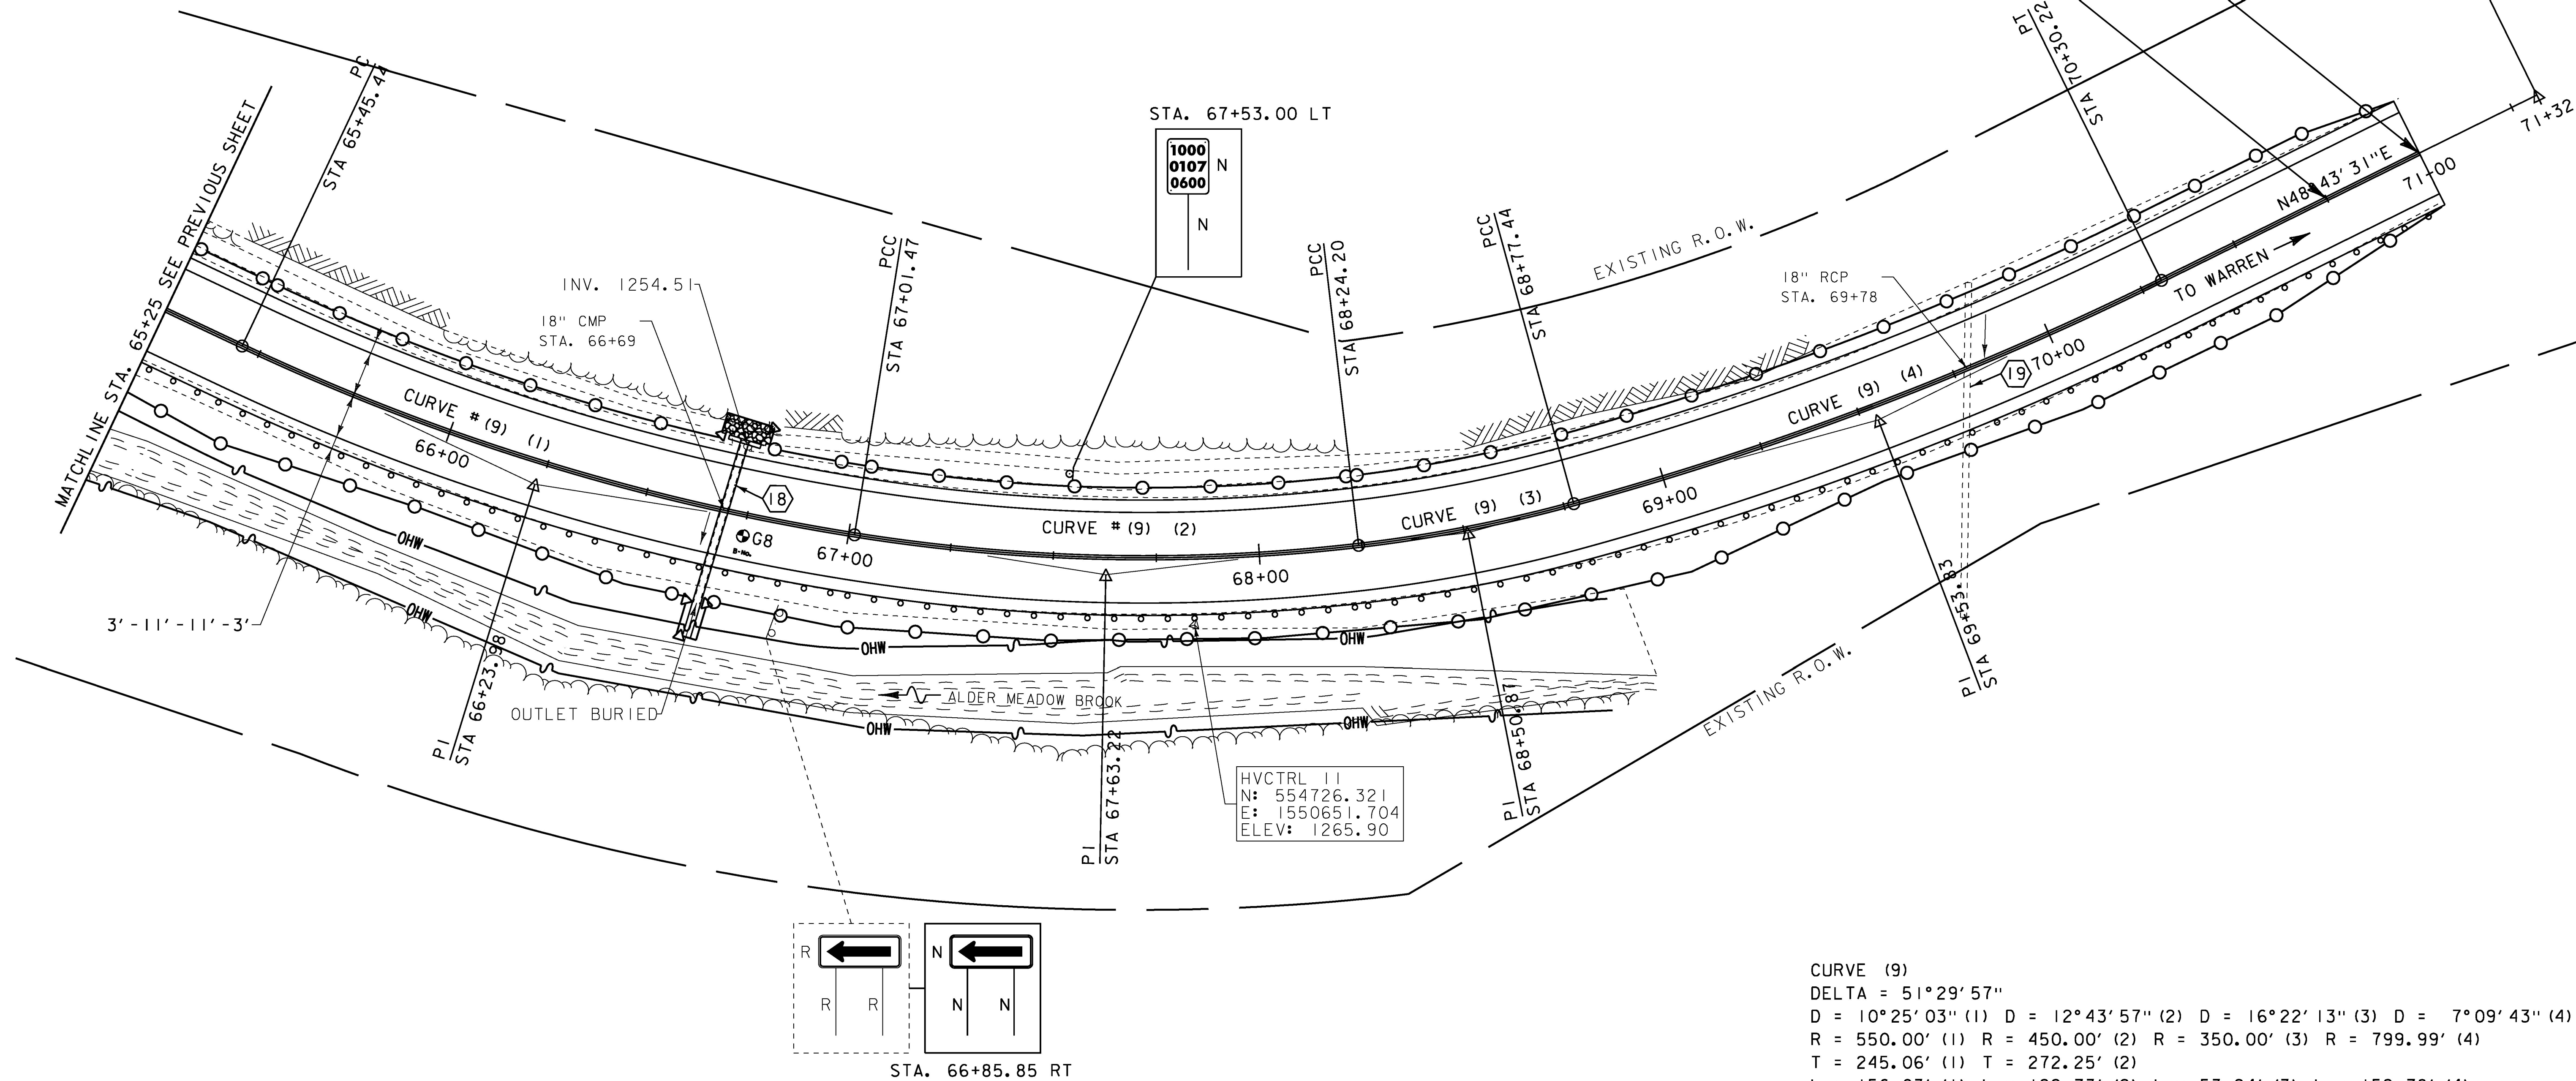 PC
STA 65+45.44
MATCHLINE STA. 65+25 SEE PREVIOUS SHEET
STA. 67+53.00 LT
1000
0107
0600
N
N
PCC
STA 67+01.47
INV. 1254.51
18" CMP
STA. 66+69
PCC
STA 68+24.20
PCC
STA 68+77.44
EXISTING R.O.W.
18" RCP
STA. 69+78
PT
STA 70+30.22
71+32
N48°43'31"E
71+00
TO WARREN
CURVE #(9) (1)
66+00
18
G8
B-No.
67+00
CURVE #(9) (2)
68+00
CURVE (9) (3)
69+00
CURVE (9) (4)
19
70+00
OHW
OHW
OHW
OHW
OHW
OHW
3'-11'-11'-3'
PI
STA 66+23.98
OUTLET BURIED
ALDER MEADOW BROOK
PI
STA 67+63.22
HVCTRL 11
N: 554726.321
E: 1550651.704
ELEV: 1265.90
PI
STA 68+50.87
PI
STA 69+53.83
EXISTING R.O.W.
R
R R
N
N N
STA. 66+85.85 RT
CURVE (9)
DELTA = 51°29'57"
D = 10°25'03" (1) D = 12°43'57" (2) D = 16°22'13" (3) D = 7°09'43" (4)
R = 550.00' (1) R = 450.00' (2) R = 350.00' (3) R = 799.99' (4)
T = 245.06' (1) T = 272.25' (2)